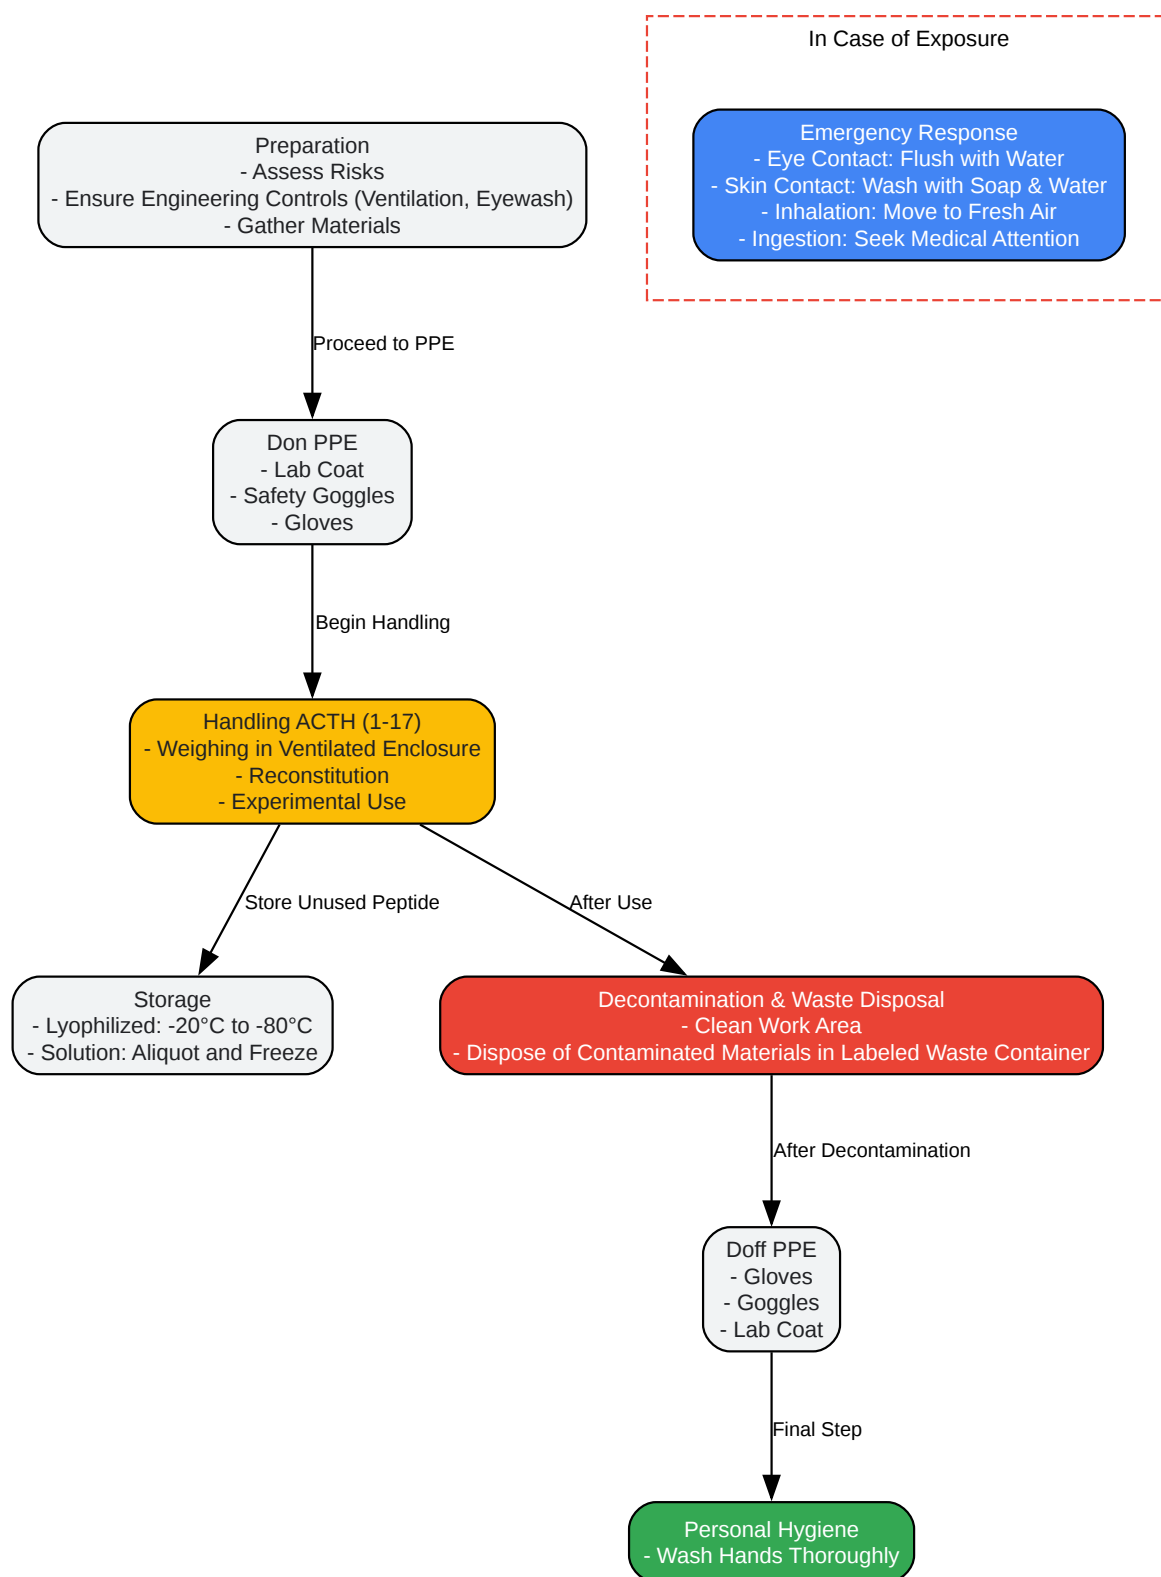 In Case of Exposure
Emergency Response
- Eye Contact: Flush with Water
- Skin Contact: Wash with Soap & Water
- Inhalation: Move to Fresh Air
- Ingestion: Seek Medical Attention
Preparation
- Assess Risks
- Ensure Engineering Controls (Ventilation, Eyewash)
- Gather Materials
Proceed to PPE
Don PPE
- Lab Coat
- Safety Goggles
- Gloves
Begin Handling
Handling ACTH (1-17)
- Weighing in Ventilated Enclosure
- Reconstitution
- Experimental Use
Store Unused Peptide
After Use
Storage
- Lyophilized: -20°C to -80°C
- Solution: Aliquot and Freeze
Decontamination & Waste Disposal
- Clean Work Area
- Dispose of Contaminated Materials in Labeled Waste Container
After Decontamination
Doff PPE
- Gloves
- Goggles
- Lab Coat
Final Step
Personal Hygiene
- Wash Hands Thoroughly